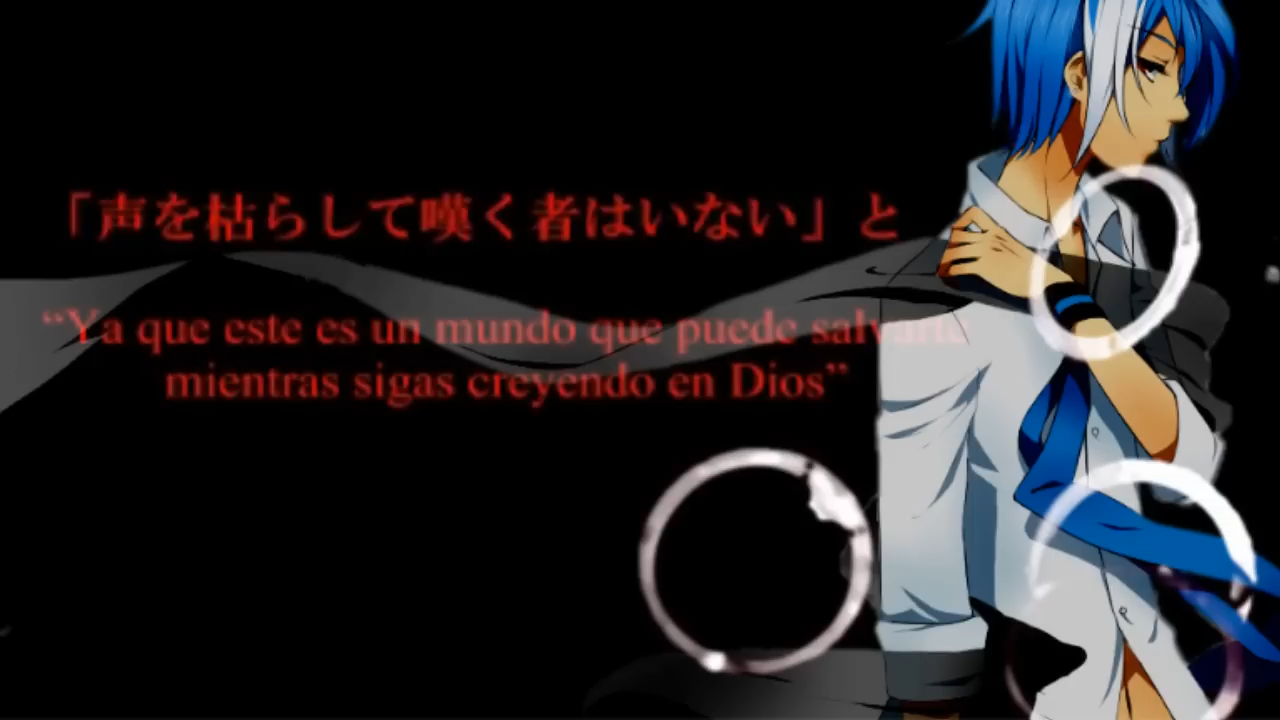 「声を枯らして嘆く者はいない」と
“Ya que este es un mundo que puede salvarte
mientras sigas creyendo en Dios”